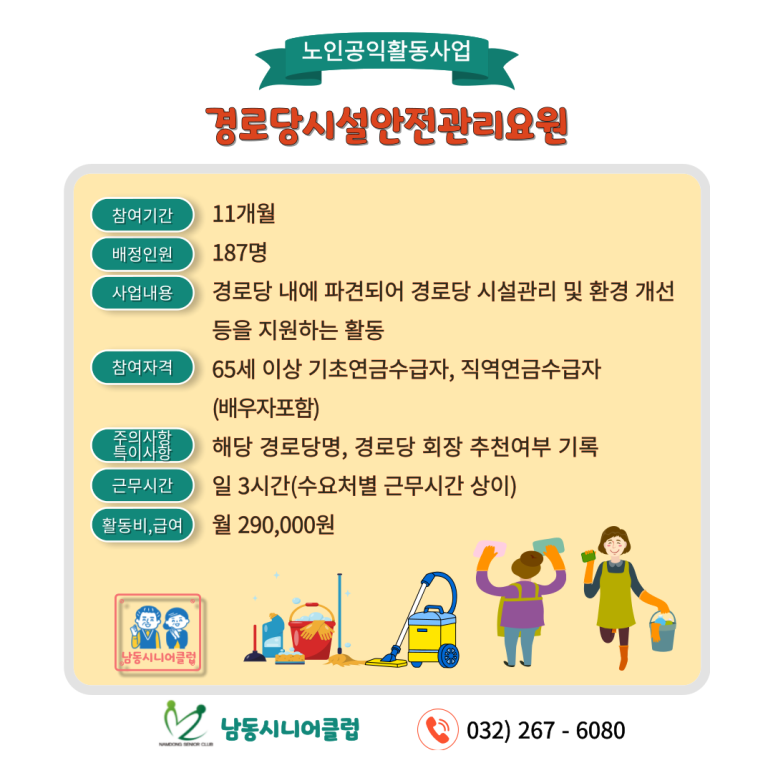 노인공익활동사업
경로당시설안전관리요원
참여기간 11개월
배정인원 187명
사업내용 경로당 내에 파견되어 경로당 시설관리 및 환경 개선
등을 지원하는 활동
참여자격 65세 이상 기초연금수급자, 직역연금수급자
(배우자포함)
주의사항
특이사항 해당 경로당명, 경로당 회장 추천여부 기록
근무시간 일 3시간(수요처별 근무시간 상이)
활동비,급여 월 290,000원
남동시니어클럽
NAMDONG SENIOR CLUB
남동시니어클럽
032) 267 - 6080